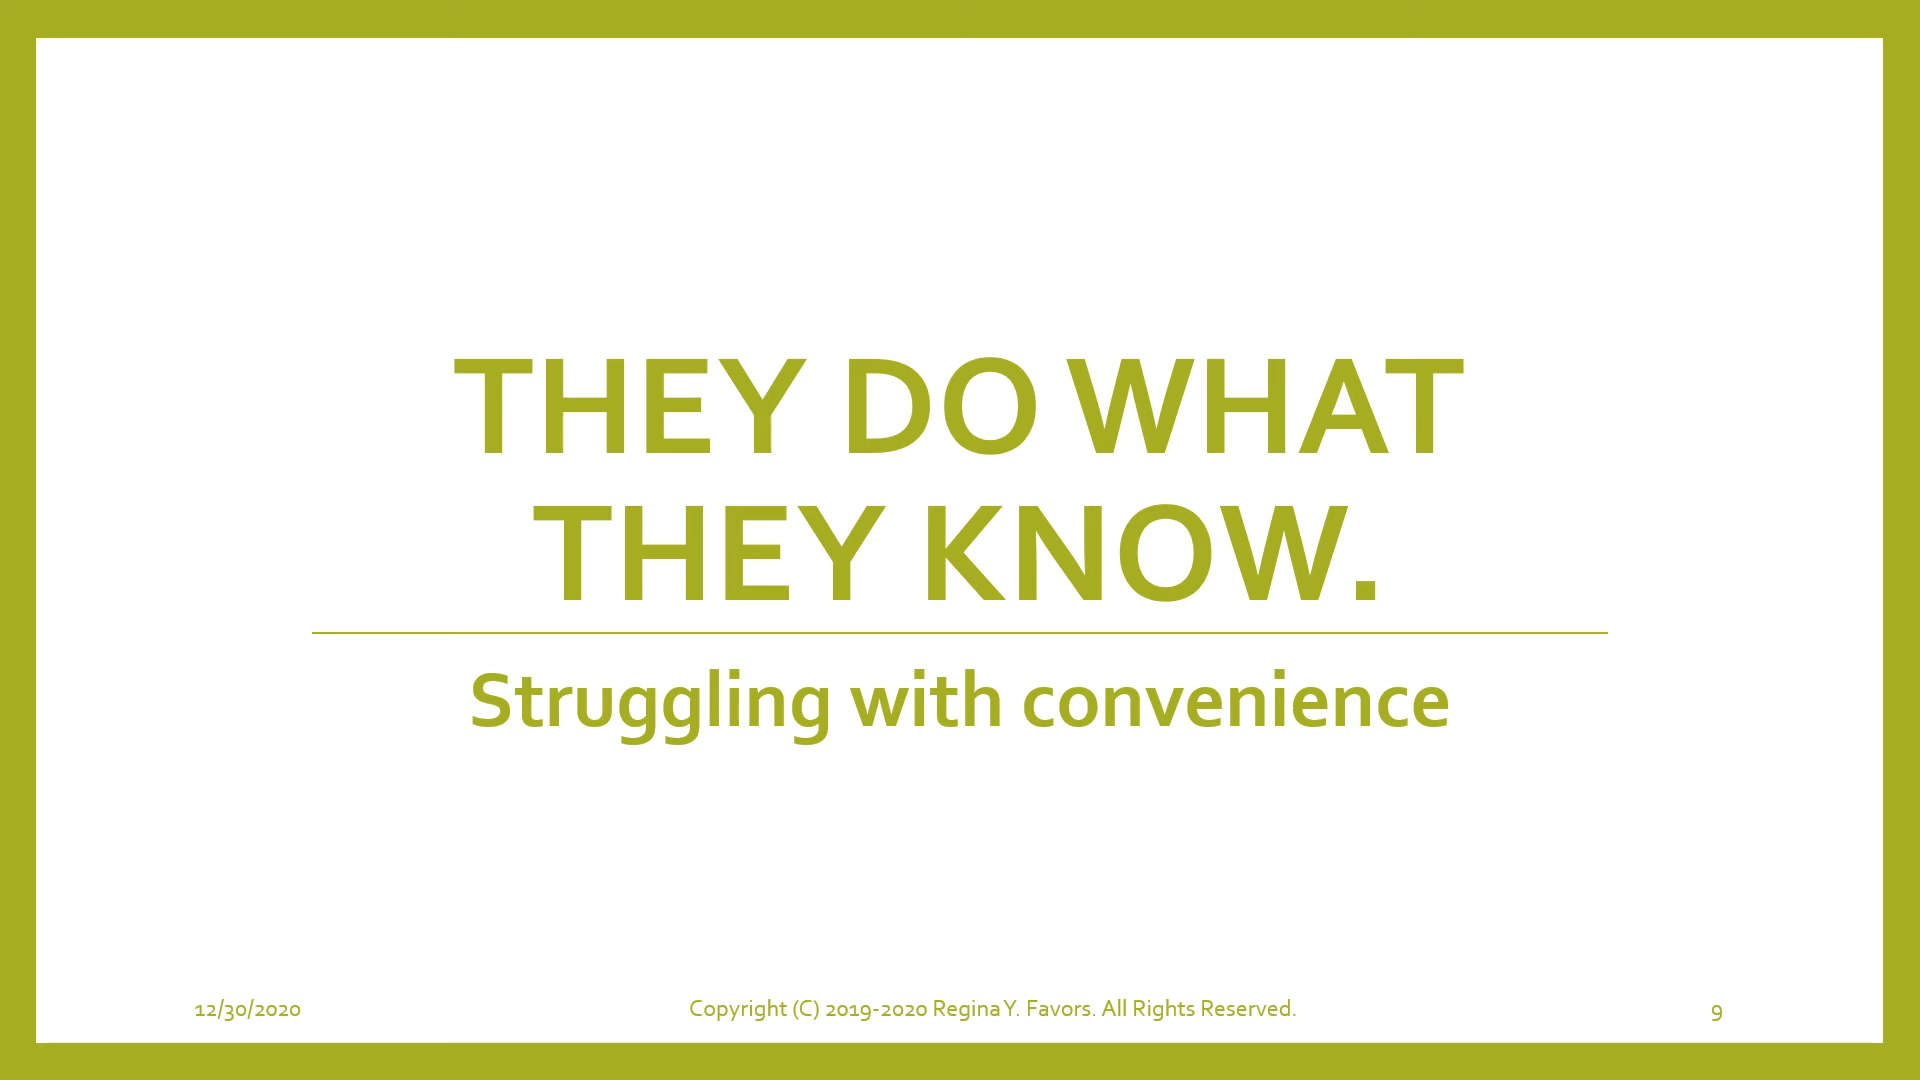 THEY DO WHAT
THEY KNOW.
Struggling with convenience
12/30/2020
Copyright (C) 2019-2020 Regina Y. Favors. All Rights Reserved.
9